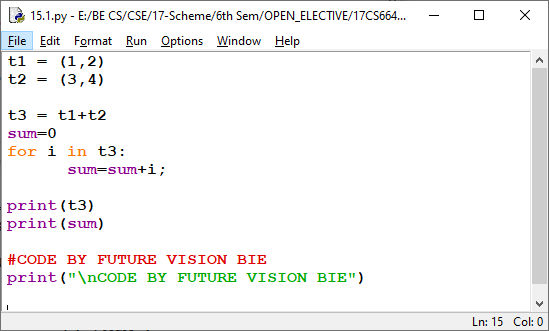 15.1.py - E:/BE CS/CSE/17-Scheme/6th Sem/OPEN_ELECTIVE/17CS664...
File Edit Format Run Options Window Help
t1 = (1,2)
t2 = (3,4)
t3 = t1+t2
sum=0
for i in t3:
sum=sum+i;
print(t3)
print(sum)
#CODE BY FUTURE VISION BIE
print("\nCODE BY FUTURE VISION BIE")
Ln: 15 Col: 0